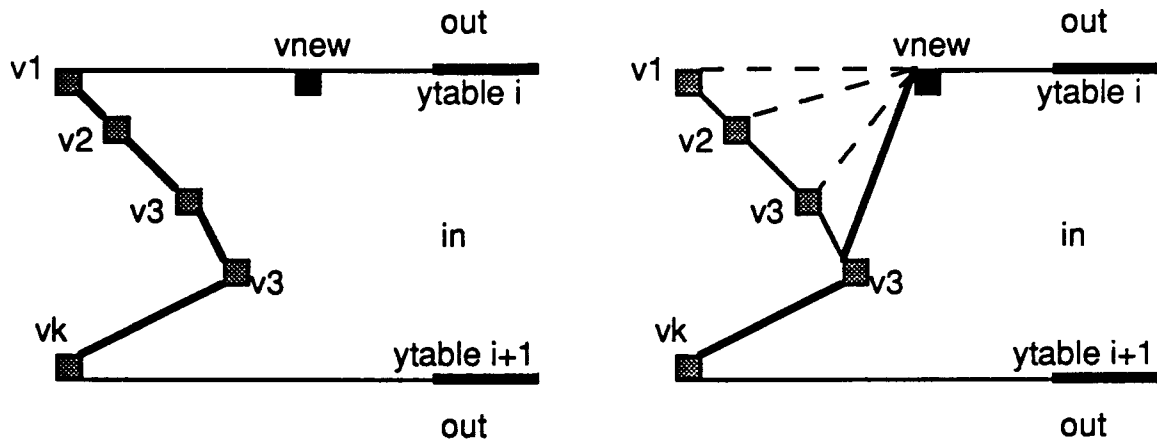 out
vnew
v1
ytable i
v2
v3
in
v3
vk
ytable i+1
out
out
vnew
v1
ytable i
v2
v3
in
v3
vk
ytable i+1
out